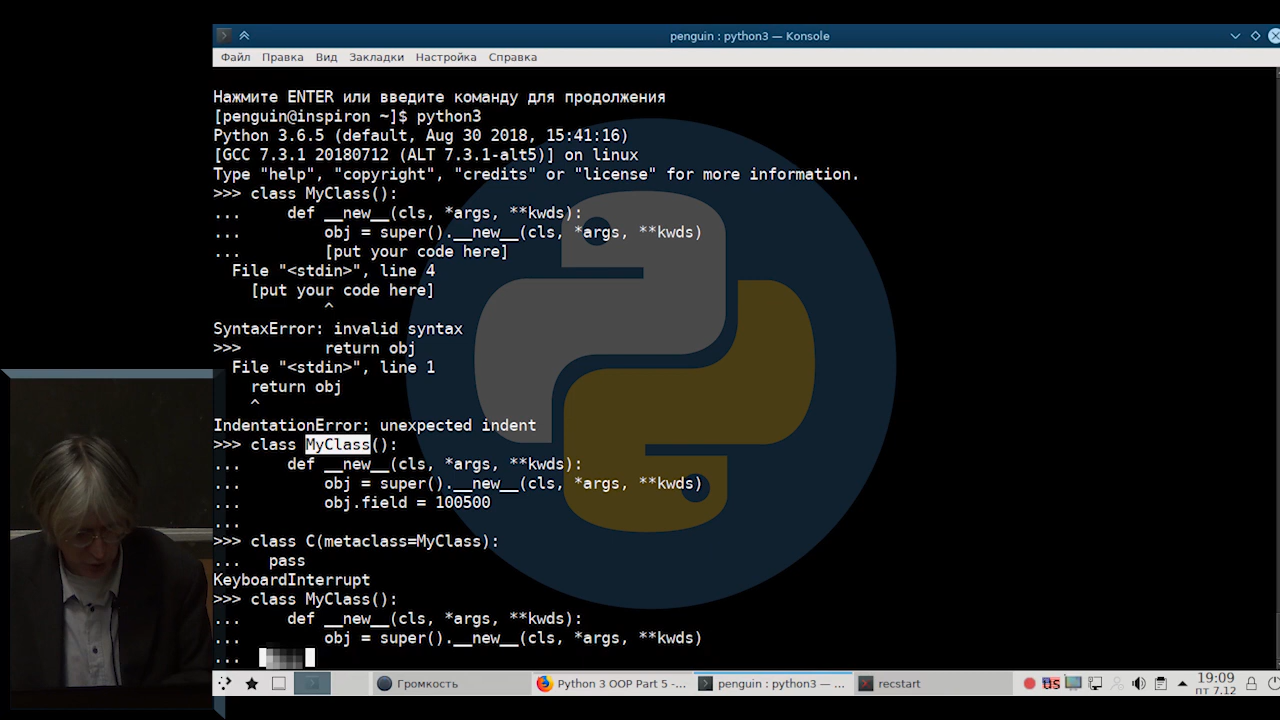 penguin : python3 — Konsole
Файл Правка Вид Закладки Настройка Справка
Нажмите ENTER или введите команду для продолжения
[penguin@inspiron ~]$ python3
Python 3.6.5 (default, Aug 30 2018, 15:41:16)
[GCC 7.3.1 20180712 (ALT 7.3.1-alt5)] on linux
Type "help", "copyright", "credits" or "license" for more information.
>>> class MyClass():
...     def __new__(cls, *args, **kwds):
...         obj = super().__new__(cls, *args, **kwds)
...         [put your code here]
  File "<stdin>", line 4
    [put your code here]
            ^
SyntaxError: invalid syntax
>>>         return obj
  File "<stdin>", line 1
    return obj
    ^
IndentationError: unexpected indent
>>> class MyClass():
...     def __new__(cls, *args, **kwds):
...         obj = super().__new__(cls, *args, **kwds)
...         obj.field = 100500
...
>>> class C(metaclass=MyClass):
...   pass
KeyboardInterrupt
>>> class MyClass():
...     def __new__(cls, *args, **kwds):
...         obj = super().__new__(cls, *args, **kwds)
...
Громкость Python 3 OOP Part 5 -... penguin : python3 — ... recstart us 19:09
пт 7.12